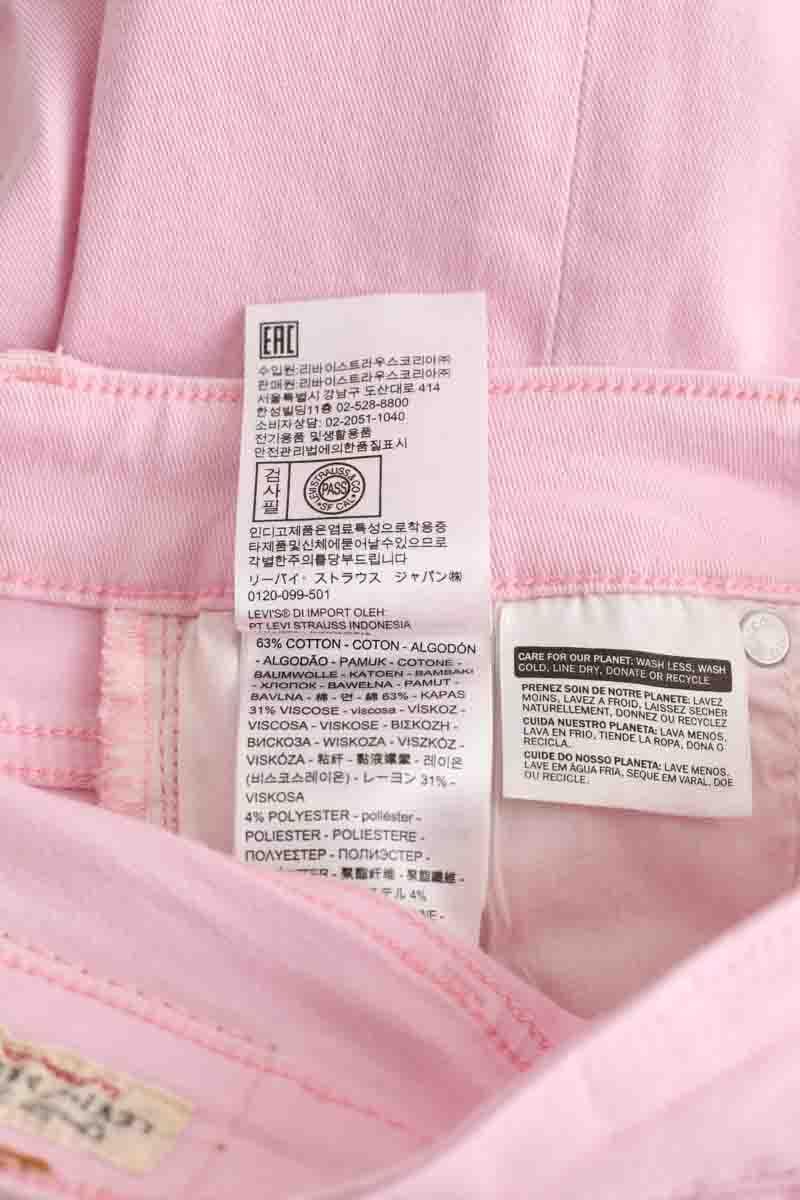 EAC
수입원:리바이스트라우스코리아㈜
판매원:리바이스트라우스코리아㈜
서울특별시 강남구 도산대로 414
한성빌딩11층 02-528-8800
소비자상담: 02-2051-1040
전기용품 및생활용품
안전관리법에의한품질표시
검사필
LEVI STRAUSS & CO
PASS
SF CAL
인디고제품은염료특성으로착용중
타제품및신체에묻어날수있으므로
각별한주의를당부드립니다
リーバイ・ストラウス ジャパン㈱
0120-099-501
LEVI'S® DI IMPORT OLEH:
PT LEVI STRAUSS INDONESIA
63% COTTON - COTON - ALGODÓN
- ALGODÃO - PAMUK - COTONE -
BAUMWOLLE - KATOEN - BAMBAKI
- ХЛОПОК - BAWEŁNA - PAMUT -
BAVLNA - 棉 - 면 - 綿 63% - KAPAS
31% VISCOSE - viscosa - VİSKOZ -
VISCOSA - VISKOSE - ΒΙΣΚΟΖΗ -
ВИСКОЗА - WISKOZA - VISZKÓZ -
VISKÓZA - 粘纤 - 黏液嫘縈 - 레이온
(비스코스레이온) - レーヨン 31% -
VISKOSA
4% POLYESTER - poliéster -
POLIESTER - POLIESTERE -
ΠΟΛΥΕΣΤΕΡ - ПОЛИЭСТЕР -
聚酯纤维 - 聚酯纖維 -
テル 4%
CARE FOR OUR PLANET: WASH LESS, WASH
COLD, LINE DRY, DONATE OR RECYCLE
PRENEZ SOIN DE NOTRE PLANETE: LAVEZ
MOINS, LAVEZ A FROID, LAISSEZ SECHER
NATURELLEMENT, DONNEZ OU RECYCLEZ
CUIDA NUESTRO PLANETA: LAVA MENOS,
LAVA EN FRIO, TIENDE LA ROPA, DONA O
RECICLA.
CUIDE DO NOSSO PLANETA: LAVE MENOS,
LAVE EM ÁGUA FRIA, SEQUE EM VARAL, DOE
OU RECICLE.